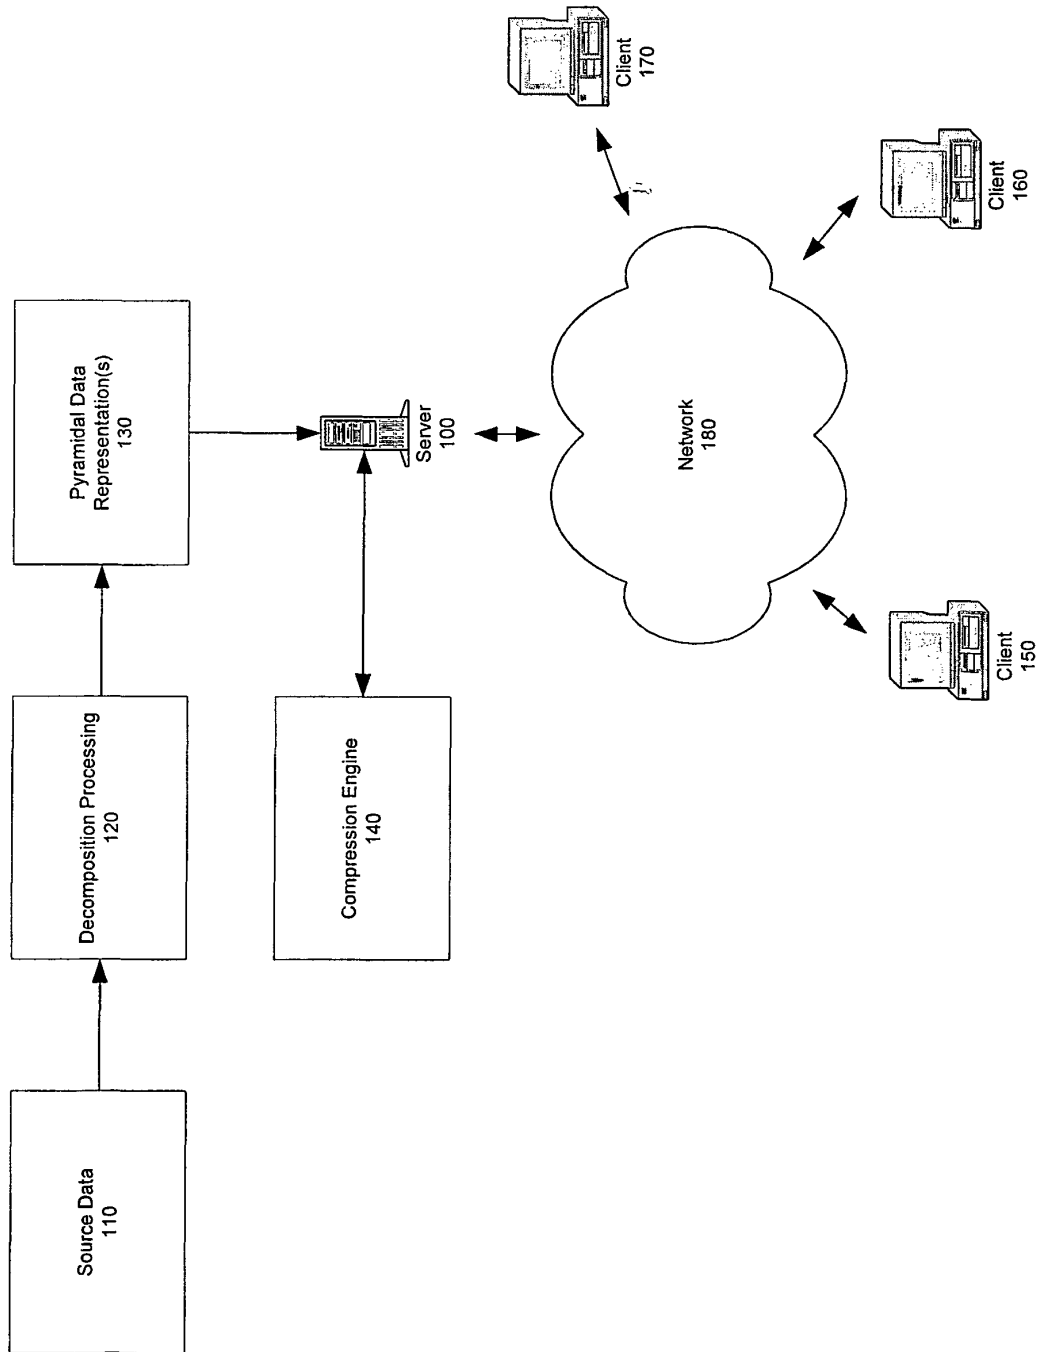 Source Data
110
Decomposition Processing
120
Pyramidal Data
Representation(s)
130
Compression Engine
140
Server
100
Network
180
Client
150
Client
160
Client
170